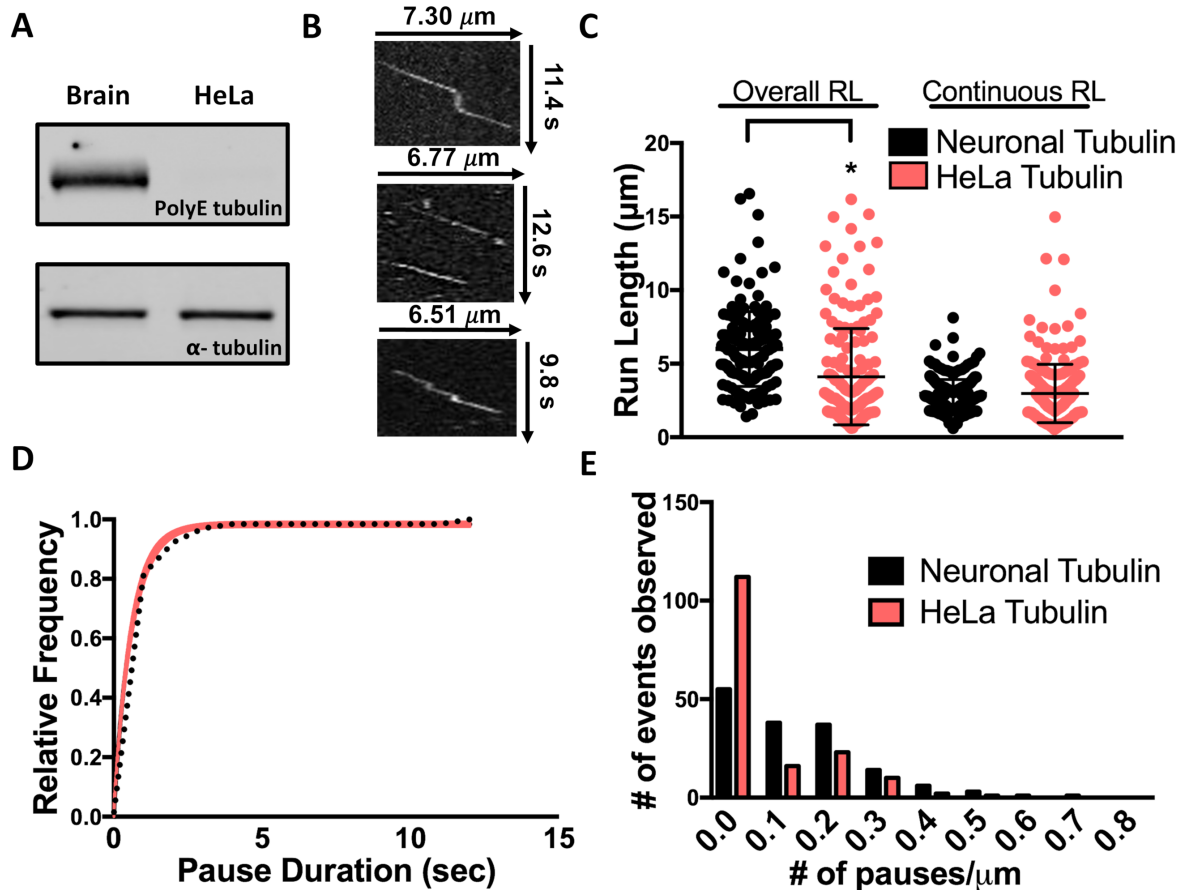 A
Brain HeLa
PolyE tubulin
α- tubulin
B
7.30 μm
11.4 s
6.77 μm
12.6 s
6.51 μm
9.8 s
C
Overall RL Continuous RL
Neuronal Tubulin
HeLa Tubulin
*
Run Length (μm)
20
15
10
5
0
D
Relative Frequency
1.0
0.8
0.6
0.4
0.2
0.0
0 5 10 15
Pause Duration (sec)
E
# of events observed
150
100
50
0
Neuronal Tubulin
HeLa Tubulin
0.0 0.1 0.2 0.3 0.4 0.5 0.6 0.7 0.8
# of pauses/μm